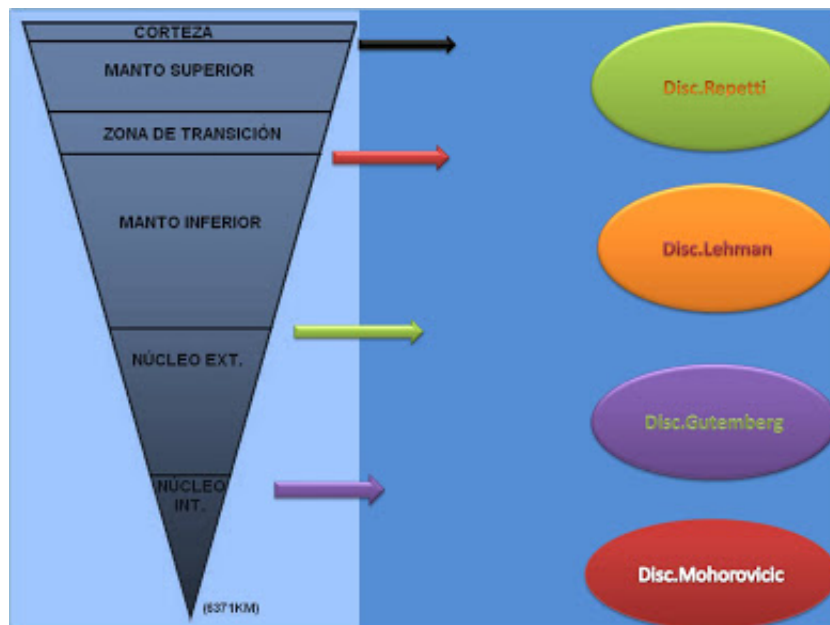 CORTEZA
MANTO SUPERIOR
ZONA DE TRANSICIÓN
MANTO INFERIOR
NÚCLEO EXT.
NÚCLEO
INT.
(6371KM)
Disc.Repetti
Disc.Lehman
Disc.Gutemberg
Disc.Mohorovicic